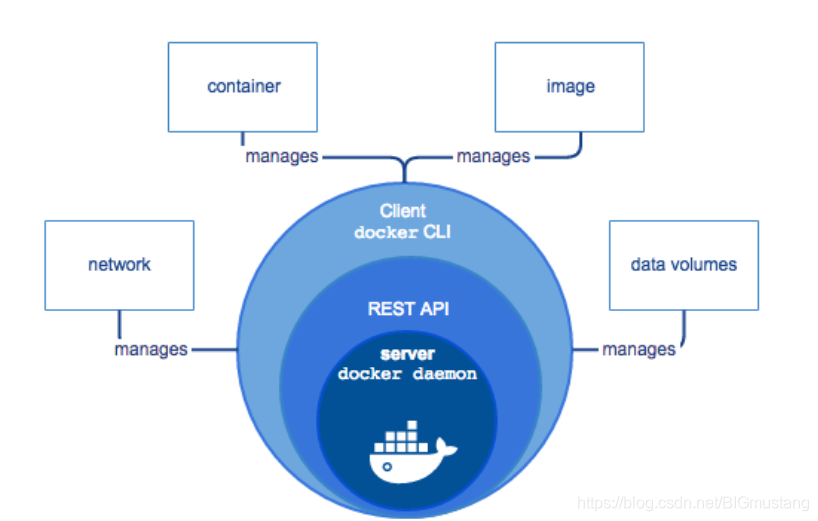 container
image
manages
manages
Client
docker CLI
network
data volumes
REST API
manages
server
manages
docker daemon
https://blog.csdn.net/BIGmustang